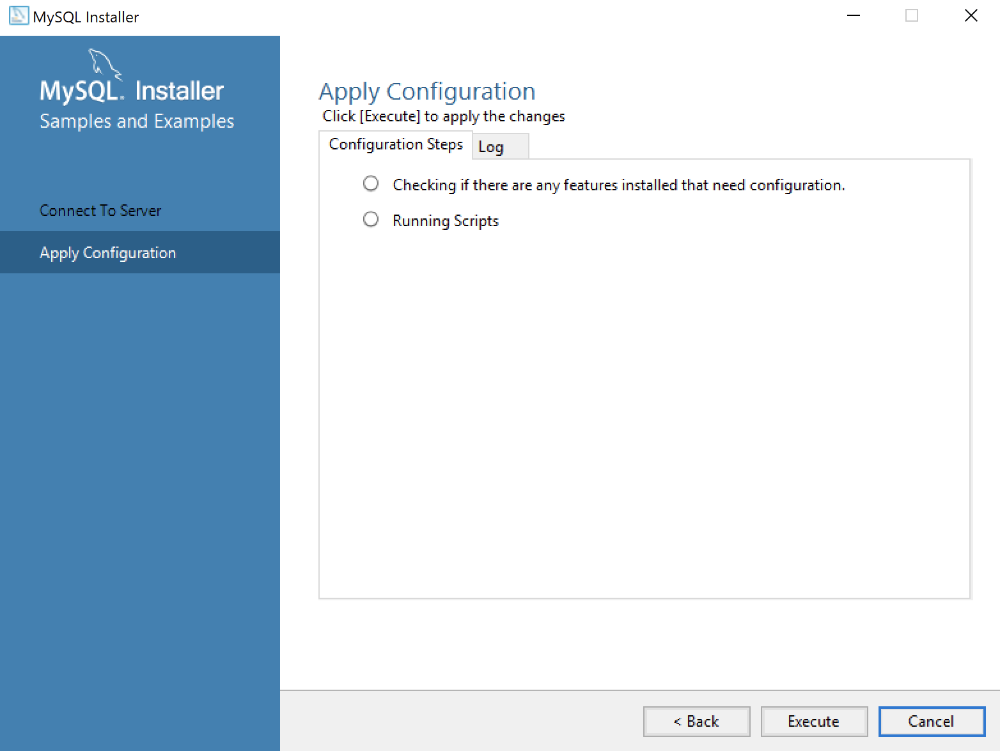 MySQL Installer
MySQL. Installer
Samples and Examples
Connect To Server
Apply Configuration
Apply Configuration
Click [Execute] to apply the changes
Configuration Steps
Log
Checking if there are any features installed that need configuration.
Running Scripts
< Back
Execute
Cancel